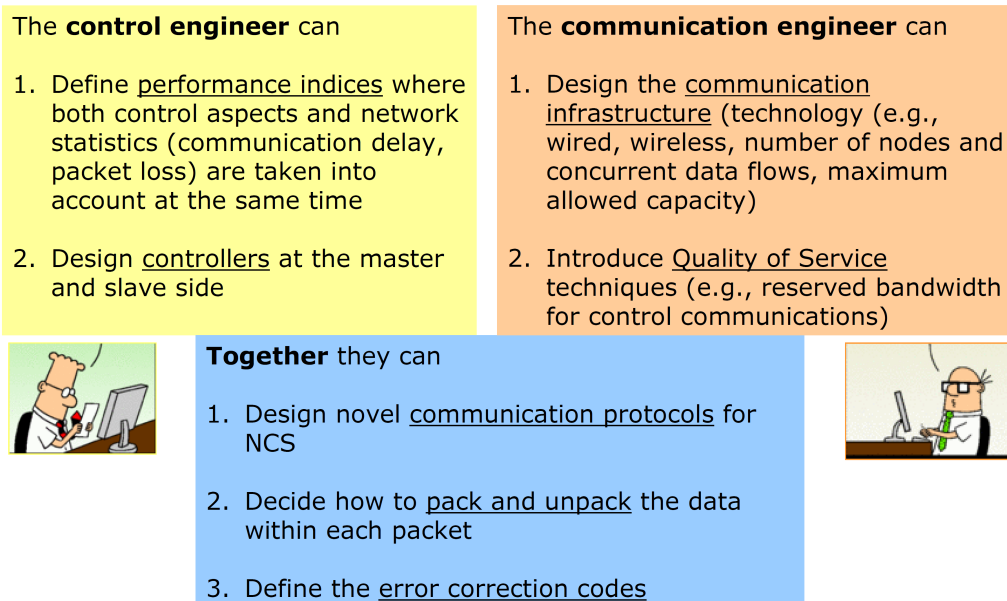 The control engineer can
1. Define performance indices where
both control aspects and network
statistics (communication delay,
packet loss) are taken into
account at the same time
2. Design controllers at the master
and slave side
The communication engineer can
1. Design the communication
infrastructure (technology (e.g.,
wired, wireless, number of nodes and
concurrent data flows, maximum
allowed capacity)
2. Introduce Quality of Service
techniques (e.g., reserved bandwidth
for control communications)
Together they can
1. Design novel communication protocols for
NCS
2. Decide how to pack and unpack the data
within each packet
3. Define the error correction codes